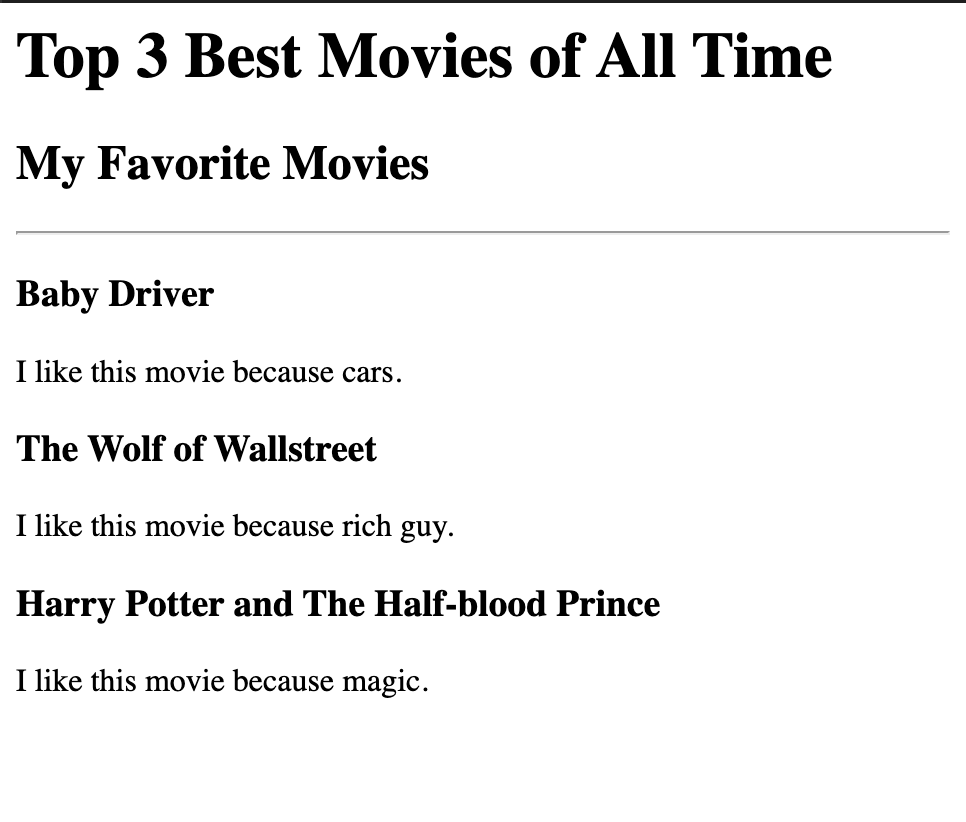 Top 3 Best Movies of All Time
My Favorite Movies
Baby Driver
I like this movie because cars.
The Wolf of Wallstreet
I like this movie because rich guy.
Harry Potter and The Half-blood Prince
I like this movie because magic.